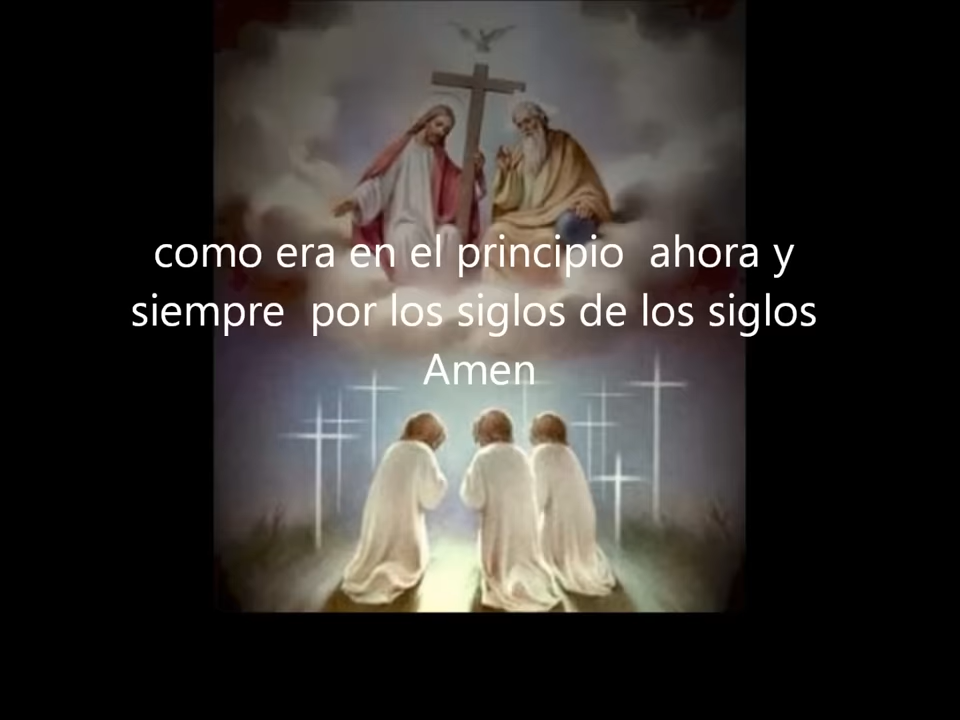 como era en el principio  ahora y
siempre  por los siglos de los siglos
Amen